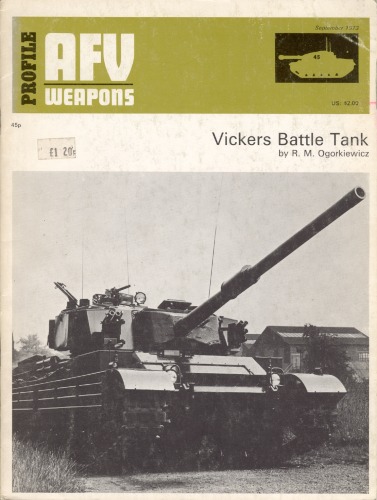 PROFILE
AFV
WEAPONS
September 1972
45
US: $2.00
45p
£1.20
Vickers Battle Tank
by R. M. Ogorkiewicz